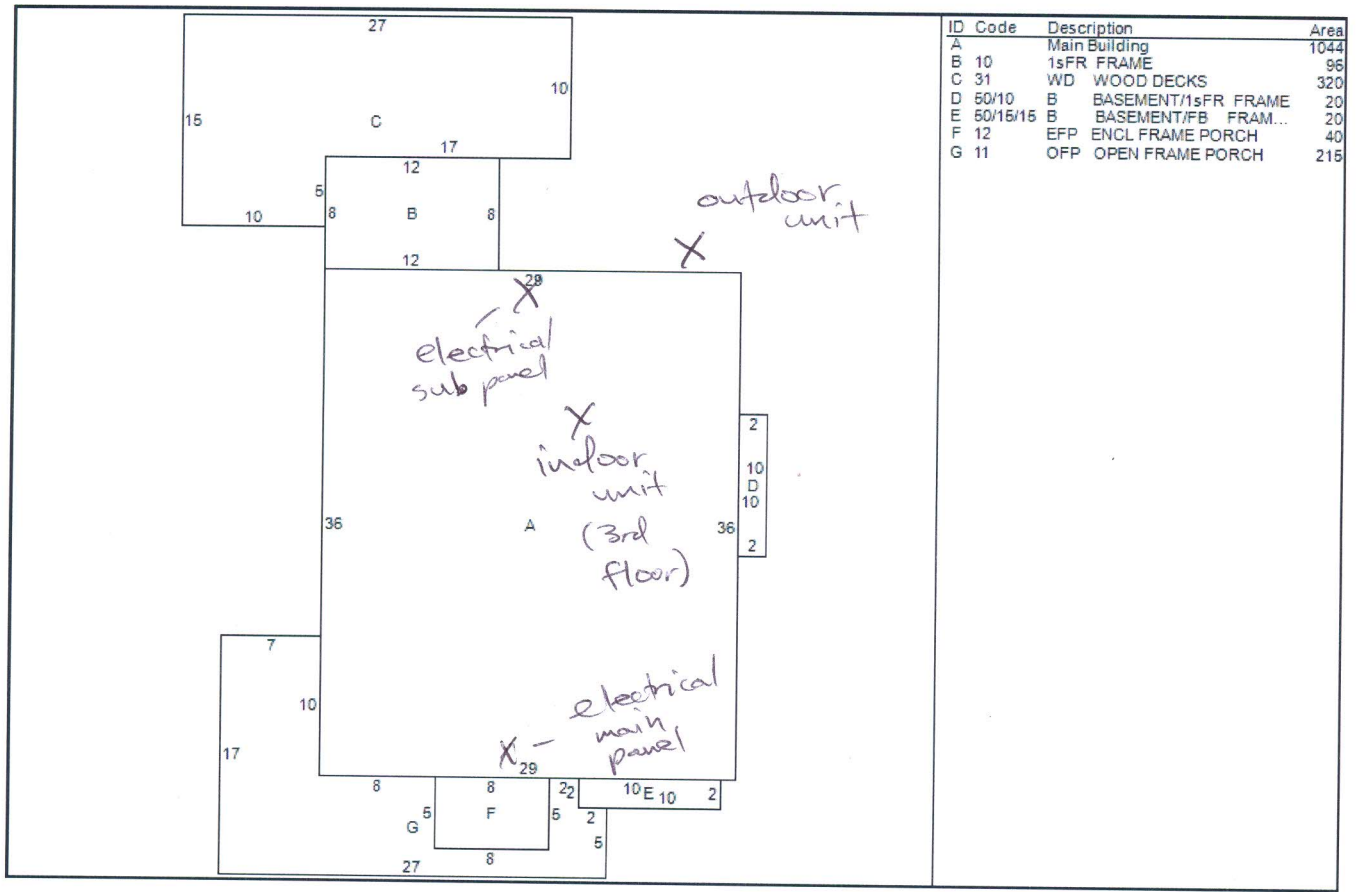 27
ID Code Description Area
A Main Building 1044
B 10 1sFR FRAME 96
C 31 WD WOOD DECKS 320
D 50/10 B BASEMENT/1sFR FRAME 20
E 50/15/15 B BASEMENT/FB FRAM... 20
F 12 EFP ENCL FRAME PORCH 40
G 11 OFP OPEN FRAME PORCH 215
10
15
C
17
12
5
8
B
8
10
12
outdoor
unit
X
29
X
electrical
sub panel
X
indoor
unit
(3rd
floor)
2
10
D
10
2
36
A
36
7
10
17
electrical
main
panel
X –
29
8
8
2
2
10
E
10
2
G
5
F
5
2
5
8
27